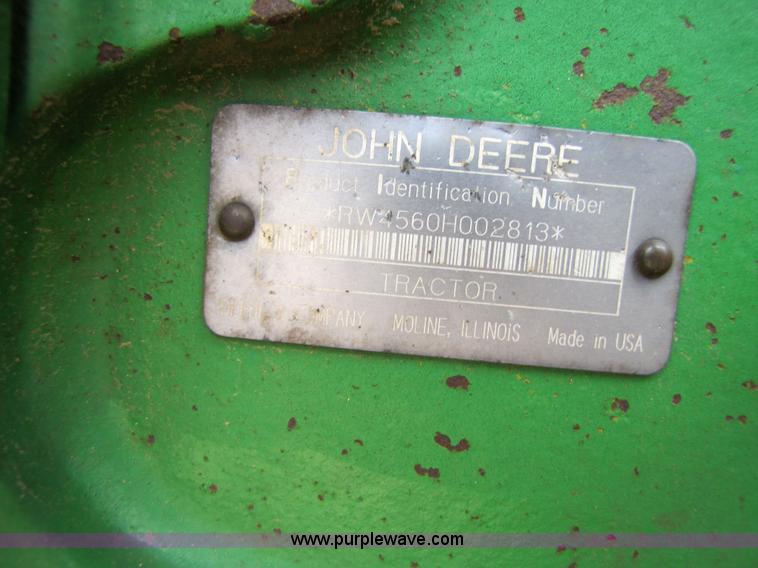 JOHN DEERE
Product Identification Number
*RW4560H002813*
TRACTOR
COMPANY MOLINE, ILLINOIS Made in USA
www.purplewave.com